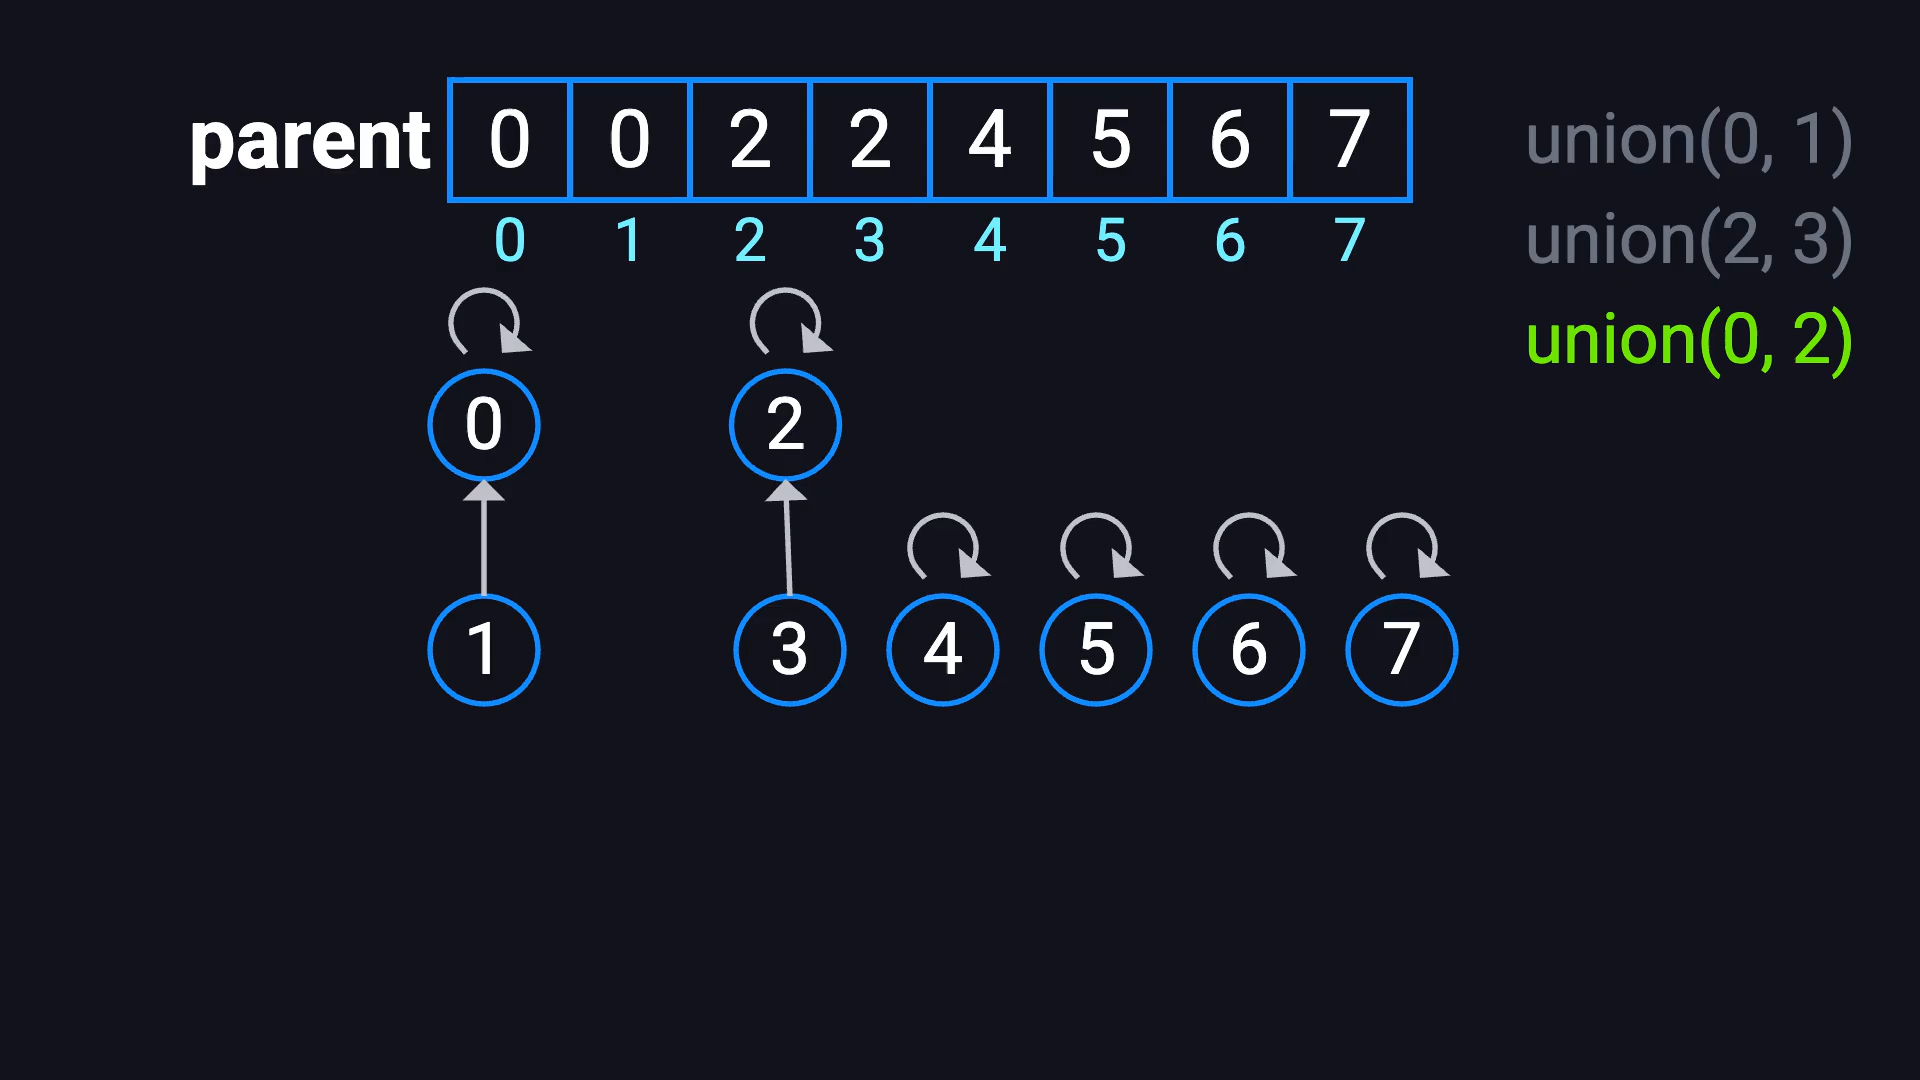 parent 0 0 2 2 4 5 6 7
0 1 2 3 4 5 6 7
union(0, 1)
union(2, 3)
union(0, 2)
0 2
1 3 4 5 6 7